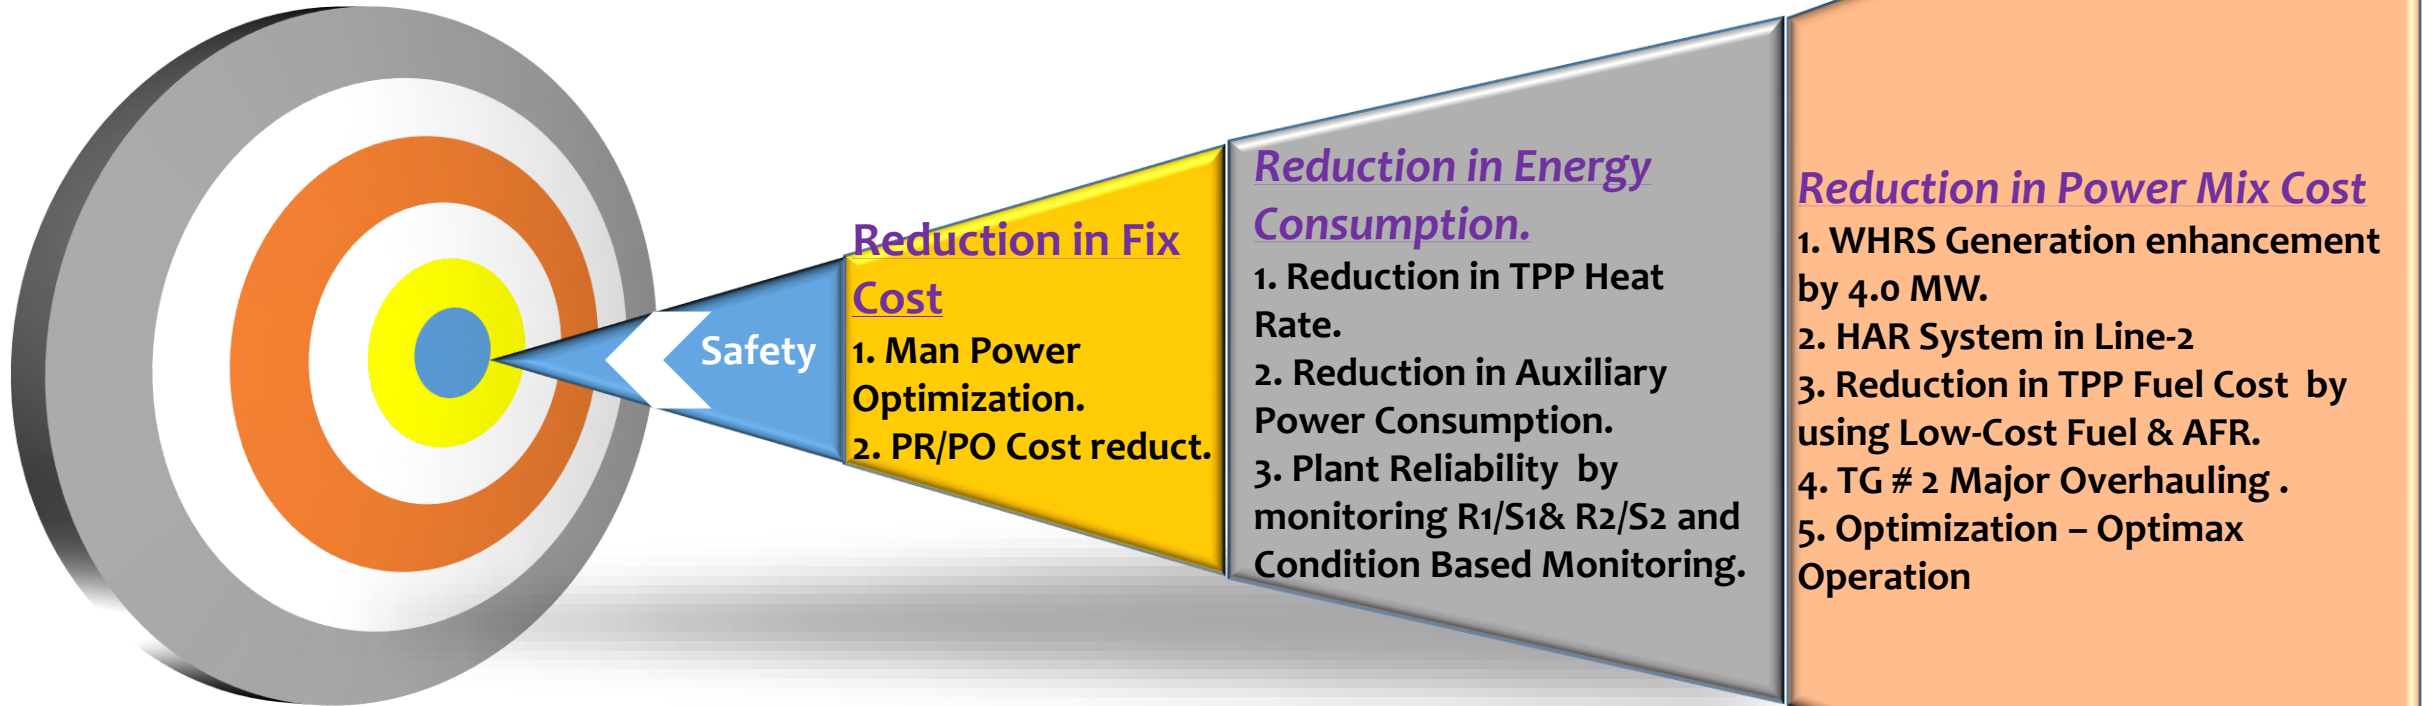 Safety
Reduction in Fix
Cost
1. Man Power
Optimization.
2. PR/PO Cost reduct.
Reduction in Energy
Consumption.
1. Reduction in TPP Heat
Rate.
2. Reduction in Auxiliary
Power Consumption.
3. Plant Reliability  by
monitoring R1/S1& R2/S2 and
Condition Based Monitoring.
Reduction in Power Mix Cost
1. WHRS Generation enhancement
by 4.0 MW.
2. HAR System in Line-2
3. Reduction in TPP Fuel Cost  by
using Low-Cost Fuel & AFR.
4. TG # 2 Major Overhauling .
5. Optimization – Optimax
Operation